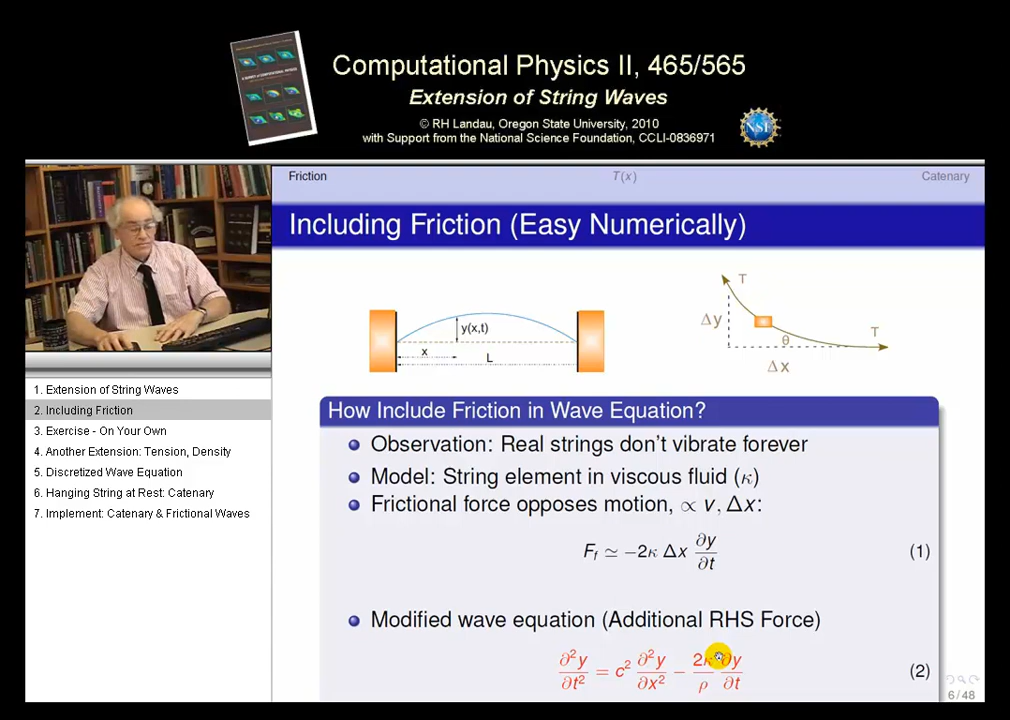 Computational Physics II, 465/565
Extension of String Waves
© RH Landau, Oregon State University, 2010
with Support from the National Science Foundation, CCLI-0836971
NSF
Friction T(x) Catenary
Including Friction (Easy Numerically)
y(x,t)
x
L
T
Δy
T
θ
Δx
1. Extension of String Waves
2. Including Friction
3. Exercise - On Your Own
4. Another Extension: Tension, Density
5. Discretized Wave Equation
6. Hanging String at Rest: Catenary
7. Implement: Catenary & Frictional Waves
How Include Friction in Wave Equation?
Observation: Real strings don't vibrate forever
Model: String element in viscous fluid (κ)
Frictional force opposes motion, ∝ v, Δx:
F_f ≃ −2κ Δx ∂y/∂t (1)
Modified wave equation (Additional RHS Force)
∂²y/∂t² = c² ∂²y/∂x² − 2κ/ρ ∂y/∂t (2)
6 / 48